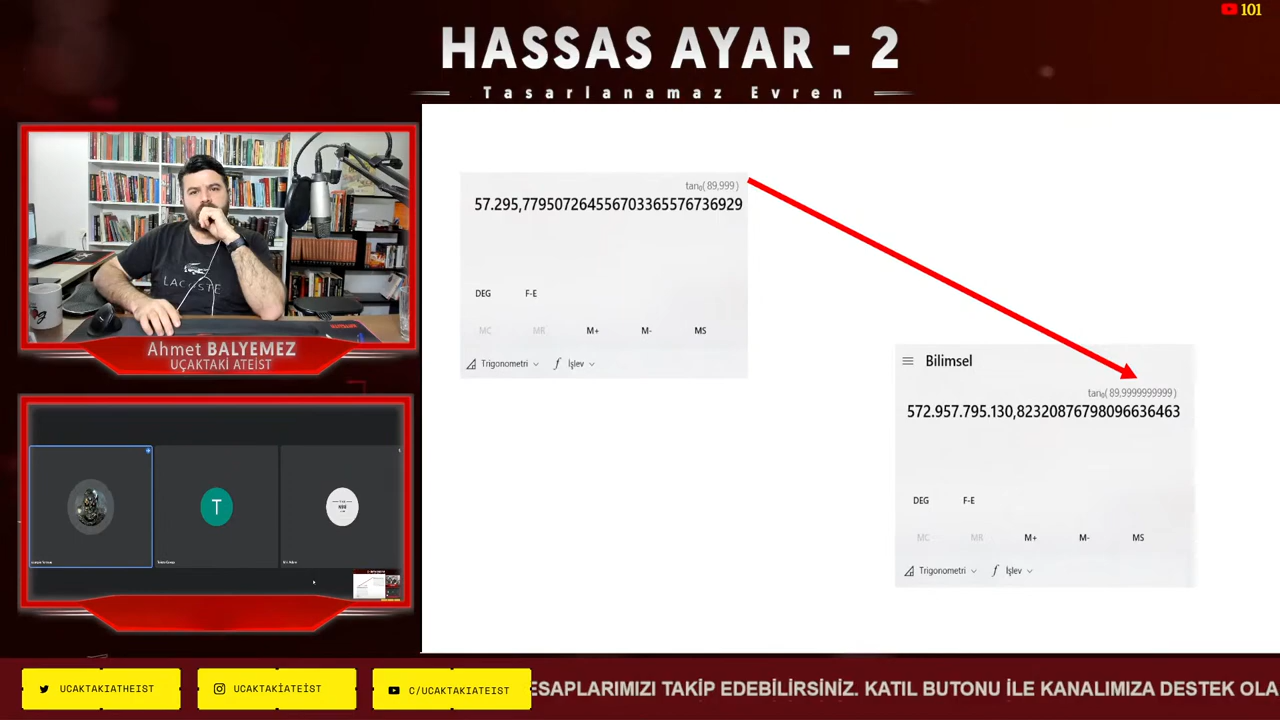 101
HASSAS AYAR - 2
Tasarlanamaz Evren
LACOSTE
Ahmet BALYEMEZ
UÇAKTAKİ ATEİST
T
tan₀( 89,999 )
57.295,779507264556703365576736929
DEG F-E
MC MR M+ M- MS
Trigonometri İşlev
Bilimsel
tan₀( 89,9999999999 )
572.957.795.130,82320876798096636463
DEG F-E
MC MR M+ M- MS
Trigonometri İşlev
UCAKTAKIATHEIST
UCAKTAKİATEİST
C/UCAKTAKIATEIST
ESAPLARIMIZI TAKİP EDEBİLİRSİNİZ. KATIL BUTONU İLE KANALIMIZA DESTEK OLA